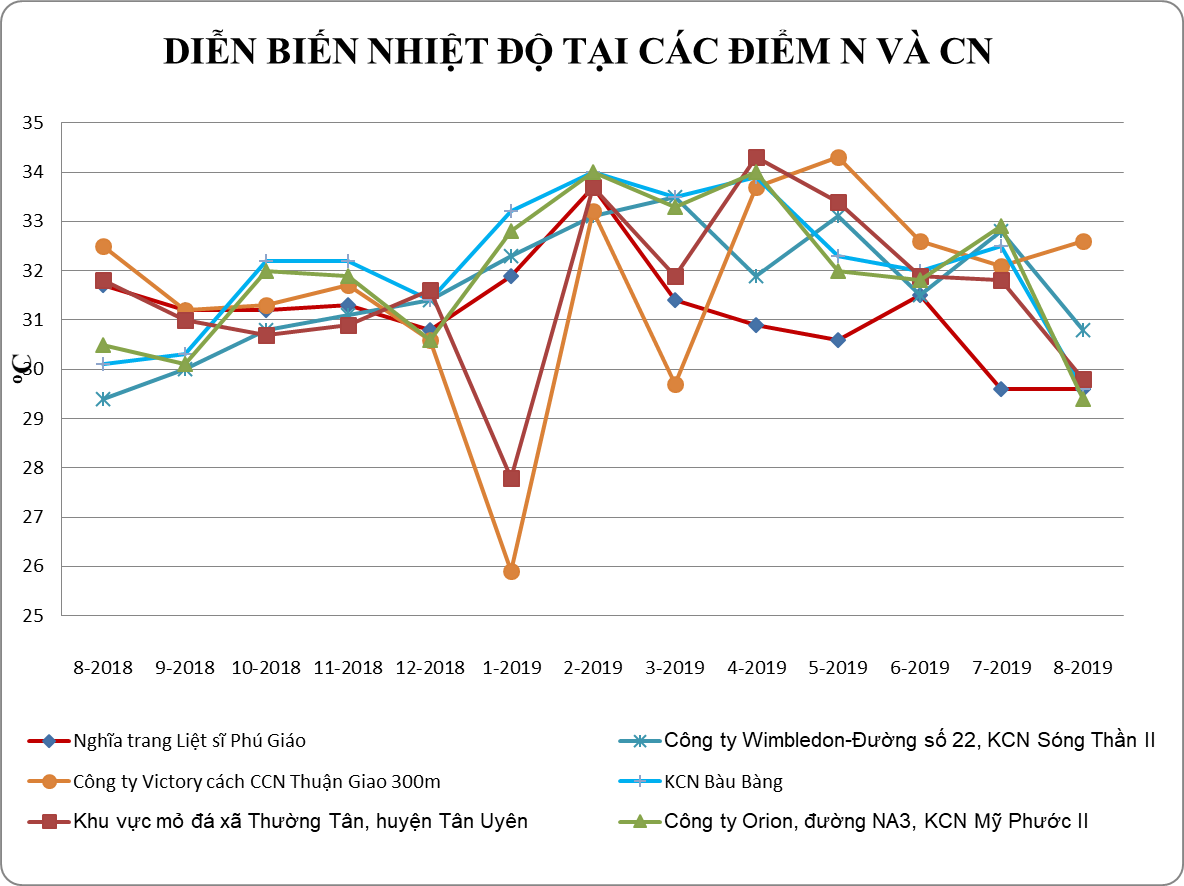 DIỄN BIẾN NHIỆT ĐỘ TẠI CÁC ĐIỂM N VÀ CN
35
34
33
32
31
30
29
28
27
26
25
ºC
8-2018 9-2018 10-2018 11-2018 12-2018 1-2019 2-2019 3-2019 4-2019 5-2019 6-2019 7-2019 8-2019
Nghĩa trang Liệt sĩ Phú Giáo
Công ty Wimbledon-Đường số 22, KCN Sóng Thần II
Công ty Victory cách CCN Thuận Giao 300m
KCN Bàu Bàng
Khu vực mỏ đá xã Thường Tân, huyện Tân Uyên
Công ty Orion, đường NA3, KCN Mỹ Phước II